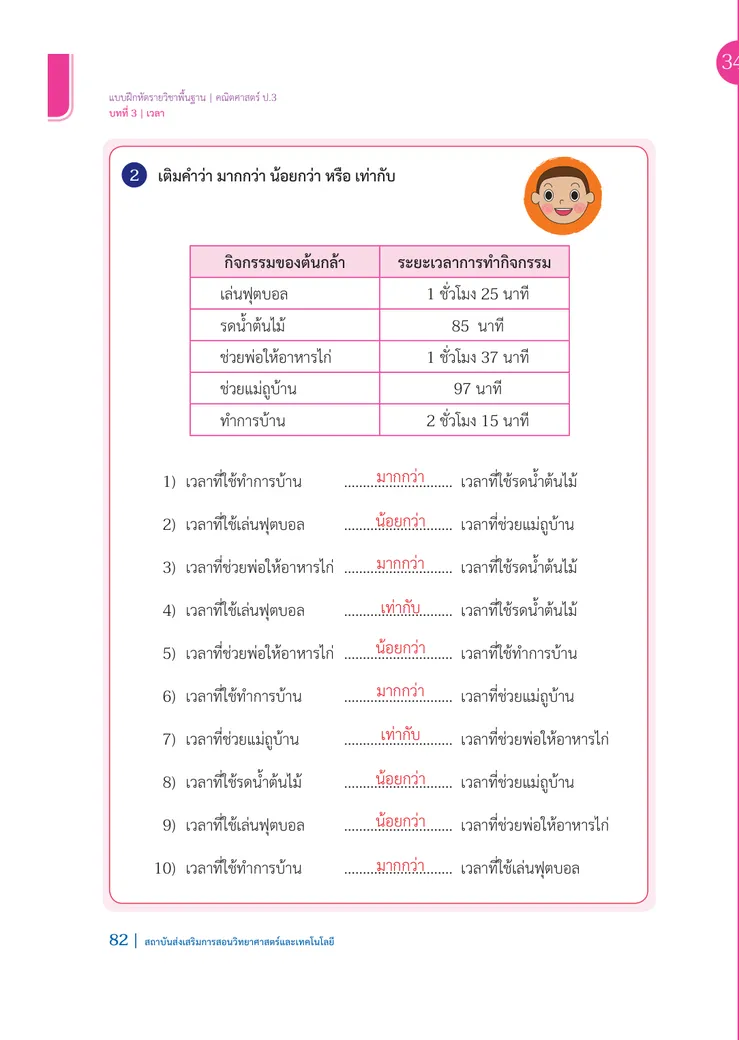 34
แบบฝึกหัดรายวิชาพื้นฐาน | คณิตศาสตร์ ป.3
บทที่ 3 | เวลา
2 เติมคำว่า มากกว่า น้อยกว่า หรือ เท่ากับ
กิจกรรมของต้นกล้า ระยะเวลาการทำกิจกรรม
เล่นฟุตบอล 1 ชั่วโมง 25 นาที
รดน้ำต้นไม้ 85 นาที
ช่วยพ่อให้อาหารไก่ 1 ชั่วโมง 37 นาที
ช่วยแม่ถูบ้าน 97 นาที
ทำการบ้าน 2 ชั่วโมง 15 นาที
1) เวลาที่ใช้ทำการบ้าน มากกว่า เวลาที่ใช้รดน้ำต้นไม้
2) เวลาที่ใช้เล่นฟุตบอล น้อยกว่า เวลาที่ช่วยแม่ถูบ้าน
3) เวลาที่ช่วยพ่อให้อาหารไก่ มากกว่า เวลาที่ใช้รดน้ำต้นไม้
4) เวลาที่ใช้เล่นฟุตบอล เท่ากับ เวลาที่ใช้รดน้ำต้นไม้
5) เวลาที่ช่วยพ่อให้อาหารไก่ น้อยกว่า เวลาที่ใช้ทำการบ้าน
6) เวลาที่ใช้ทำการบ้าน มากกว่า เวลาที่ช่วยแม่ถูบ้าน
7) เวลาที่ช่วยแม่ถูบ้าน เท่ากับ เวลาที่ช่วยพ่อให้อาหารไก่
8) เวลาที่ใช้รดน้ำต้นไม้ น้อยกว่า เวลาที่ช่วยแม่ถูบ้าน
9) เวลาที่ใช้เล่นฟุตบอล น้อยกว่า เวลาที่ช่วยพ่อให้อาหารไก่
10) เวลาที่ใช้ทำการบ้าน มากกว่า เวลาที่ใช้เล่นฟุตบอล
82 | สถาบันส่งเสริมการสอนวิทยาศาสตร์และเทคโนโลยี